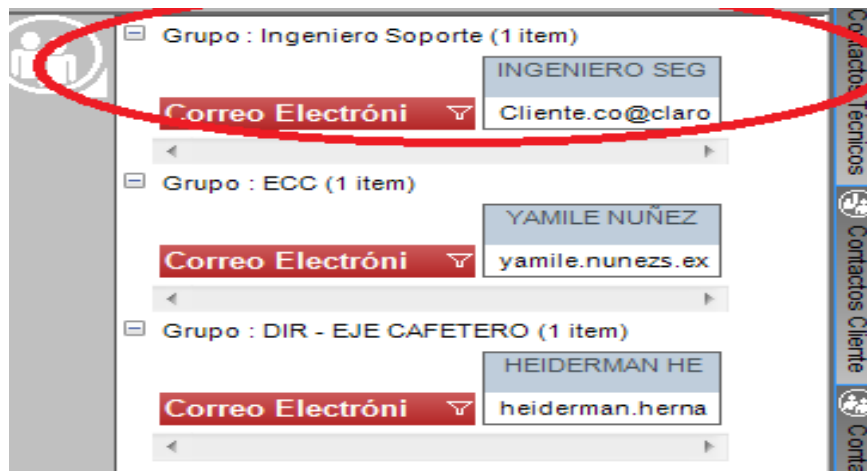 Grupo : Ingeniero Soporte (1 item)
INGENIERO SEG
Correo Electróni
Cliente.co@claro
Grupo : ECC (1 item)
YAMILE NUÑEZ
Correo Electróni
yamile.nunezs.ex
Grupo : DIR - EJE CAFETERO (1 item)
HEIDERMAN HE
Correo Electróni
heiderman.herna
Contactos Técnicos
Contactos Cliente
Conta